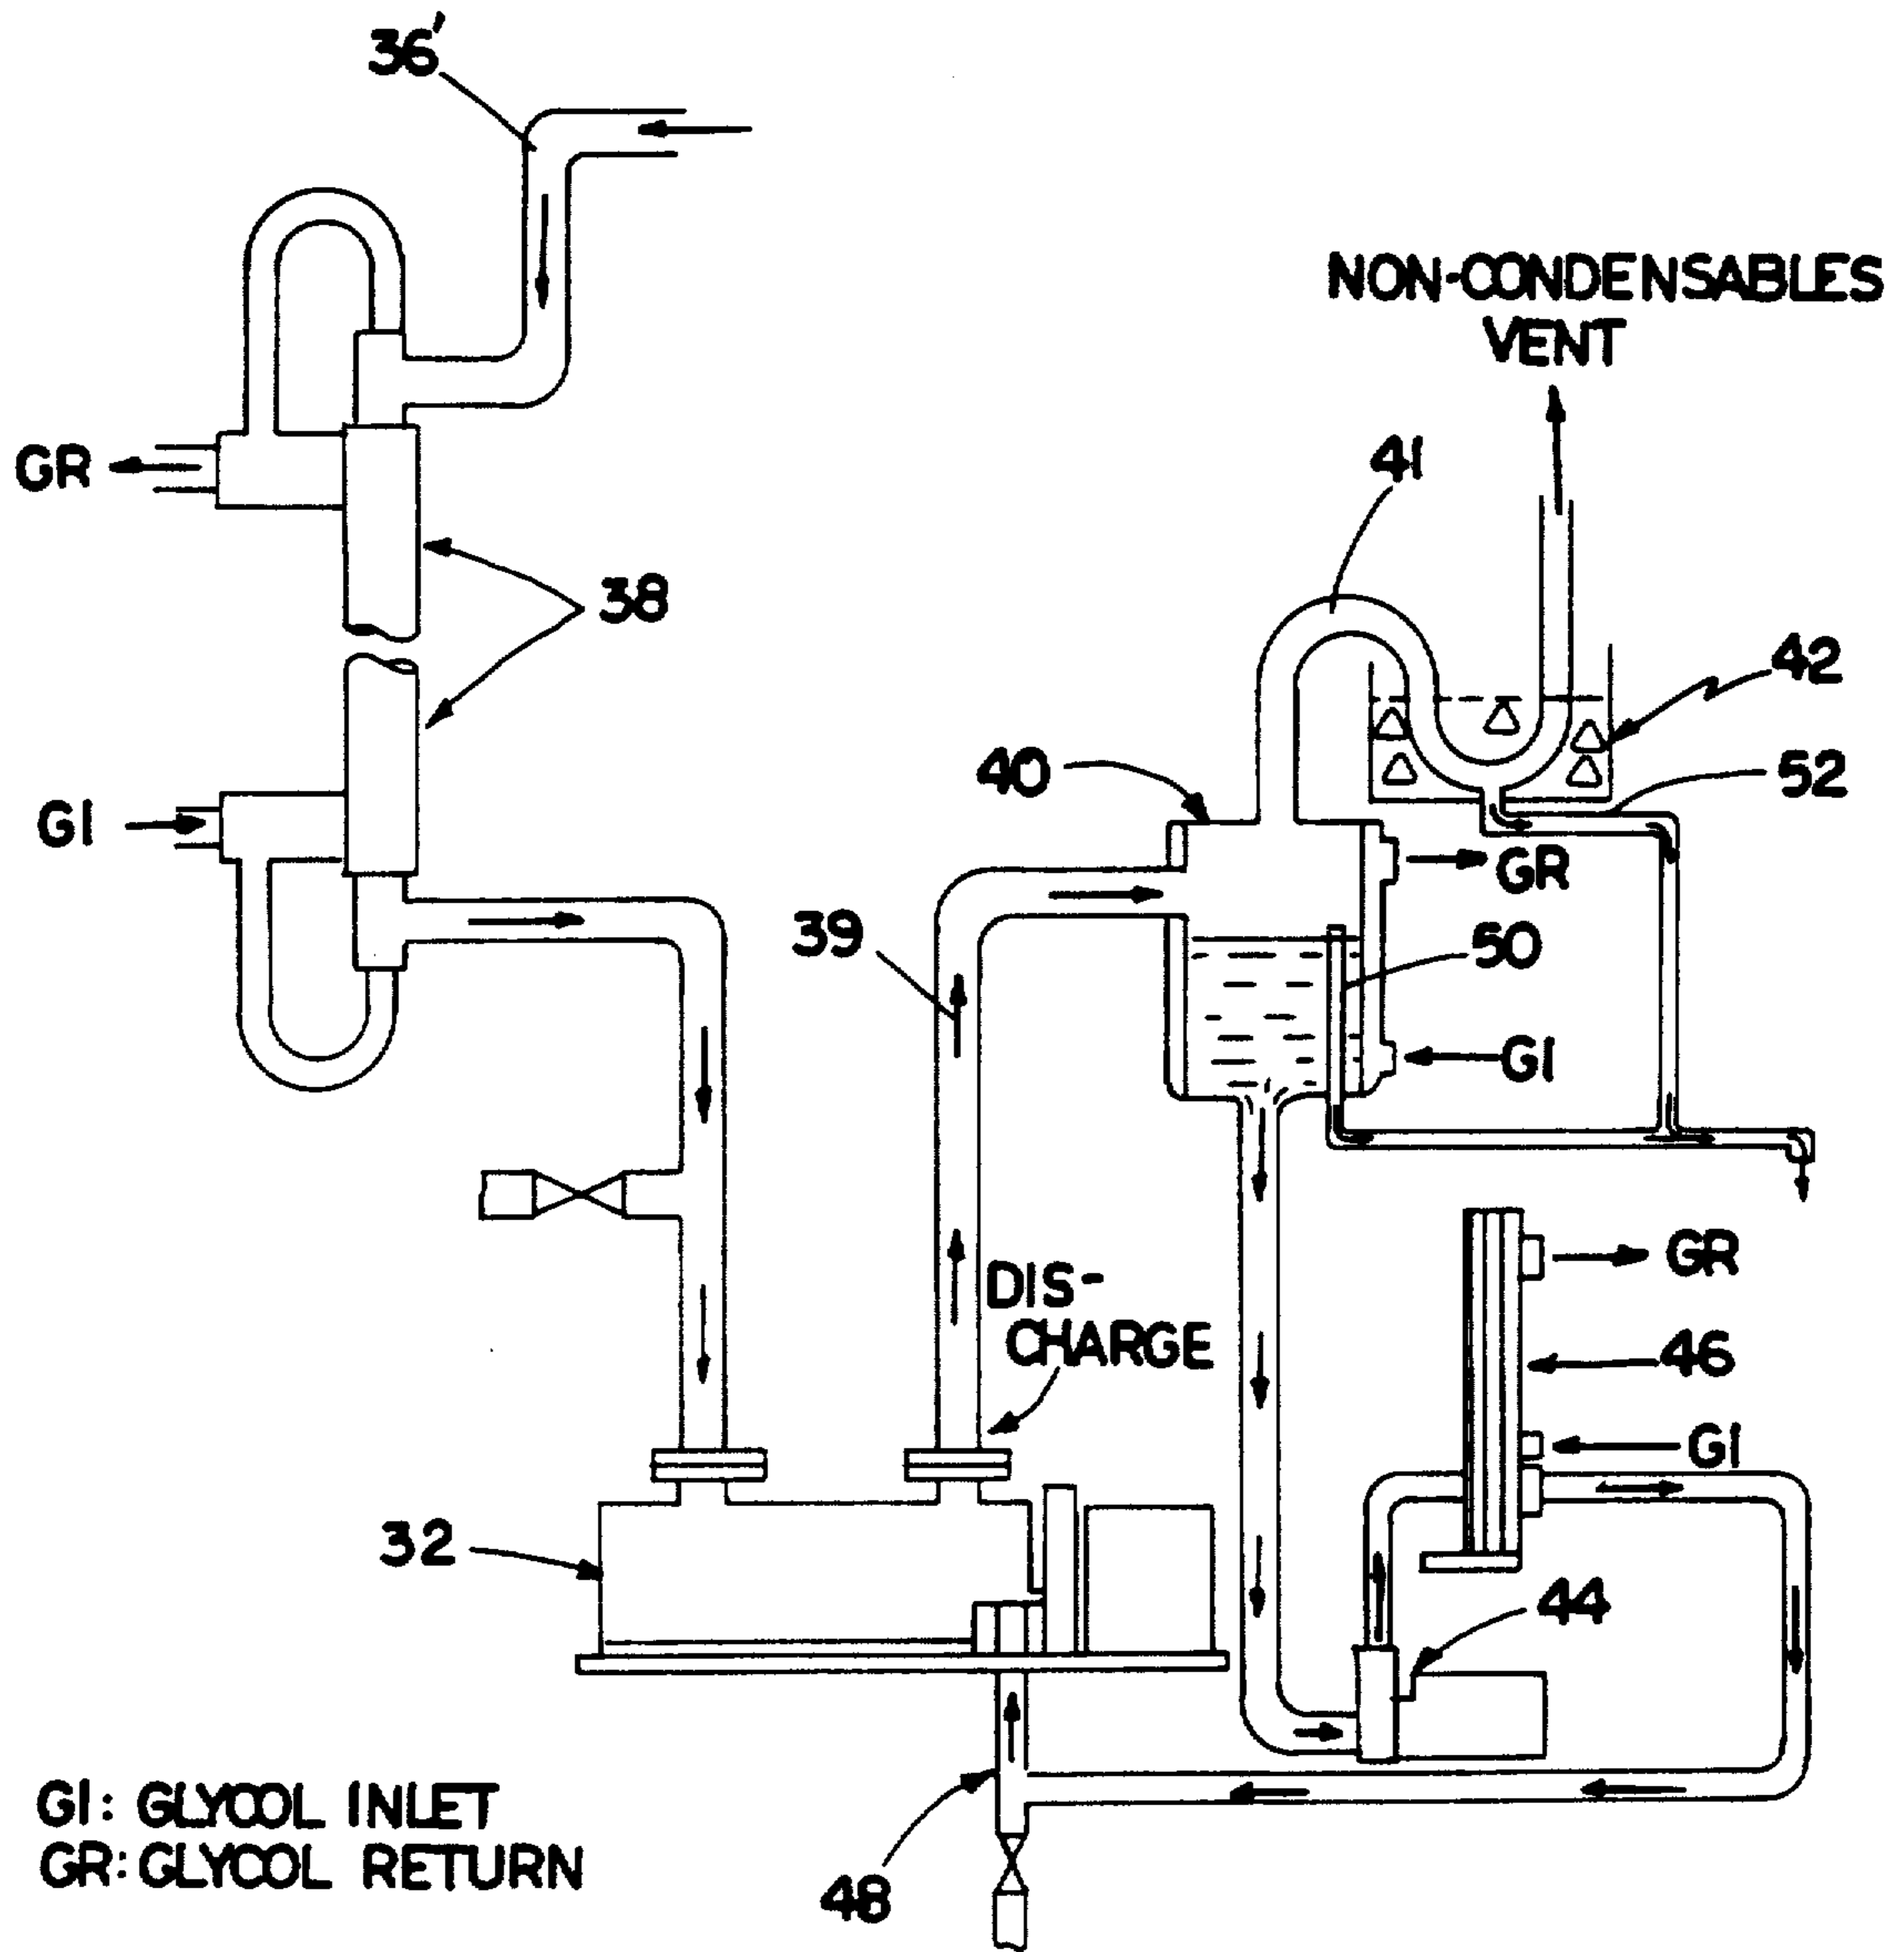 36'
NON-CONDENSABLES
VENT
GR
41
38
42
40
52
GI
GR
39
50
GI
DIS-
CHARGE
GR
46
GI
32
44
GI: GLYCOL INLET
GR: GLYCOL RETURN
48